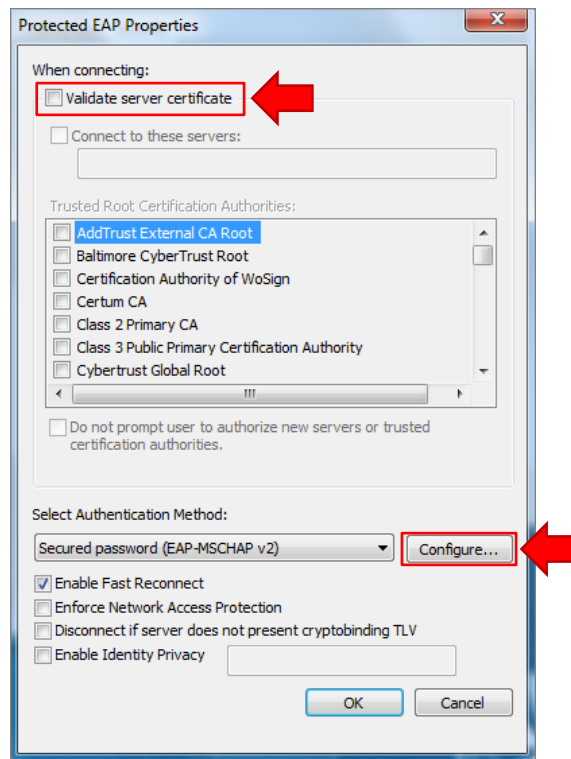 Protected EAP Properties
When connecting:
Validate server certificate
Connect to these servers:
Trusted Root Certification Authorities:
AddTrust External CA Root
Baltimore CyberTrust Root
Certification Authority of WoSign
Certum CA
Class 2 Primary CA
Class 3 Public Primary Certification Authority
Cybertrust Global Root
Do not prompt user to authorize new servers or trusted
certification authorities.
Select Authentication Method:
Secured password (EAP-MSCHAP v2)
Configure...
Enable Fast Reconnect
Enforce Network Access Protection
Disconnect if server does not present cryptobinding TLV
Enable Identity Privacy
OK
Cancel